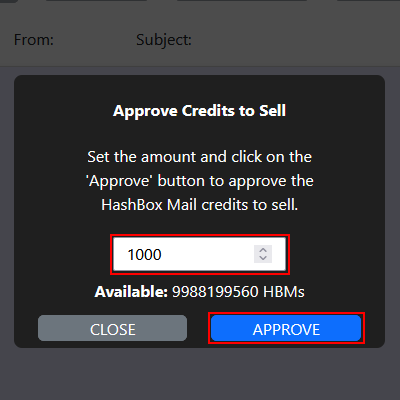 From: Subject:
Approve Credits to Sell
Set the amount and click on the
'Approve' button to approve the
HashBox Mail credits to sell.
1000
Available: 9988199560 HBMs
CLOSE APPROVE